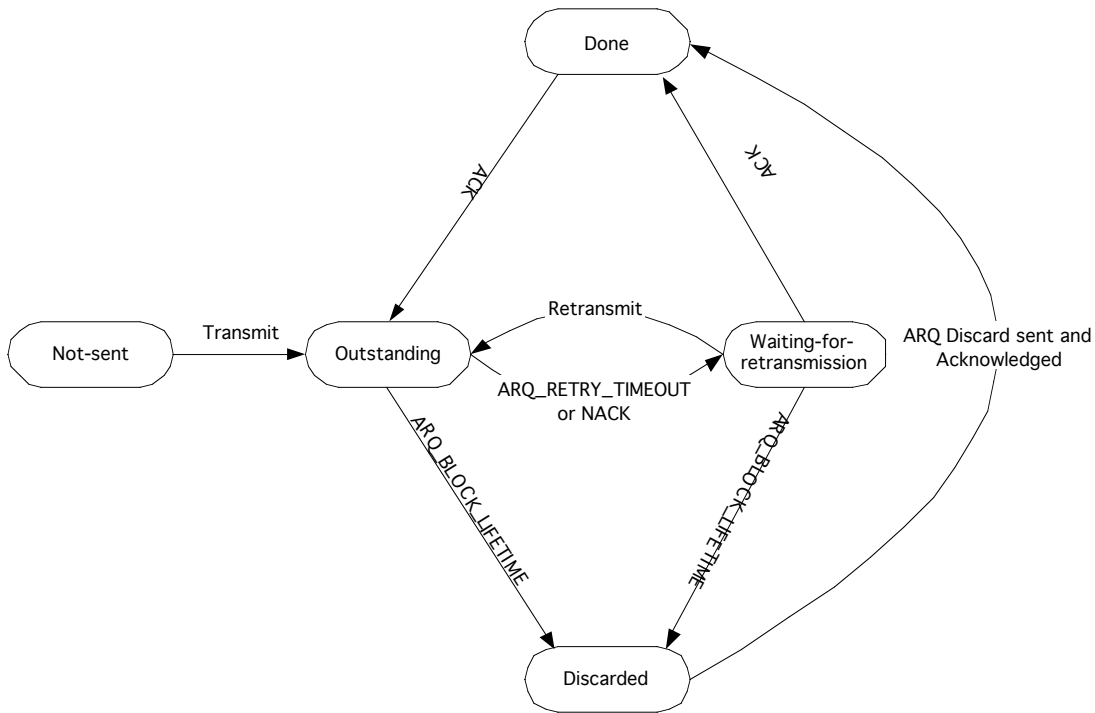 Done
ACK
ACK
Retransmit
Transmit
Not-sent
Outstanding
Waiting-for-
retransmission
ARQ Discard sent and
Acknowledged
ARQ_RETRY_TIMEOUT
or NACK
ARQ_BLOCK_LIFETIME
ARQ_BLOCK_LIFETIME
Discarded